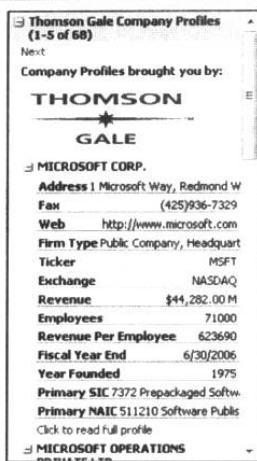 Thomson Gale Company Profiles
(1-5 of 68)
Next
Company Profiles brought you by:
THOMSON
GALE
MICROSOFT CORP.
Address 1 Microsoft Way, Redmond W
Fax (425)936-7329
Web http://www.microsoft.com
Firm Type Public Company, Headquart
Ticker MSFT
Exchange NASDAQ
Revenue $44,282.00 M
Employees 71000
Revenue Per Employee 623690
Fiscal Year End 6/30/2006
Year Founded 1975
Primary SIC 7372 Prepackaged Softw
Primary NAIC 511210 Software Publis
Click to read full profile
MICROSOFT OPERATIONS
PRIVATE LTD